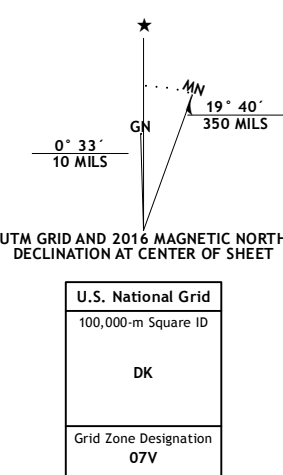 ★
MN
19° 40´
350 MILS
GN
0° 33´
10 MILS
UTM GRID AND 2016 MAGNETIC NORTH
DECLINATION AT CENTER OF SHEET
U.S. National Grid
100,000-m Square ID
DK
Grid Zone Designation
07V